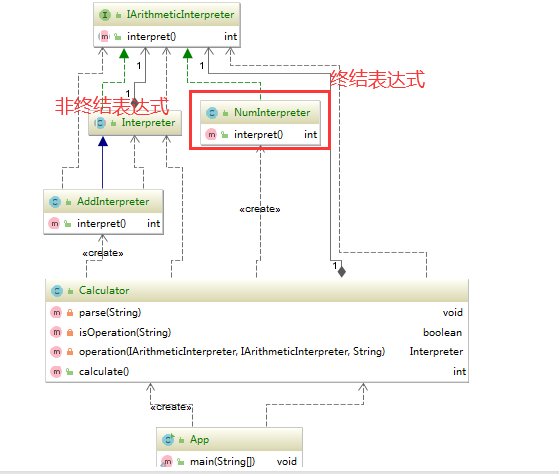 IArithmeticInterpreter
interpret() int
1
1
非终结表达式
终结表达式
Interpreter
NumInterpreter
interpret() int
AddInterpreter
interpret() int
«create»
«create»
1
Calculator
parse(String) void
isOperation(String) boolean
operation(IArithmeticInterpreter, IArithmeticInterpreter, String) Interpreter
calculate() int
«create»
App
main(String[]) void